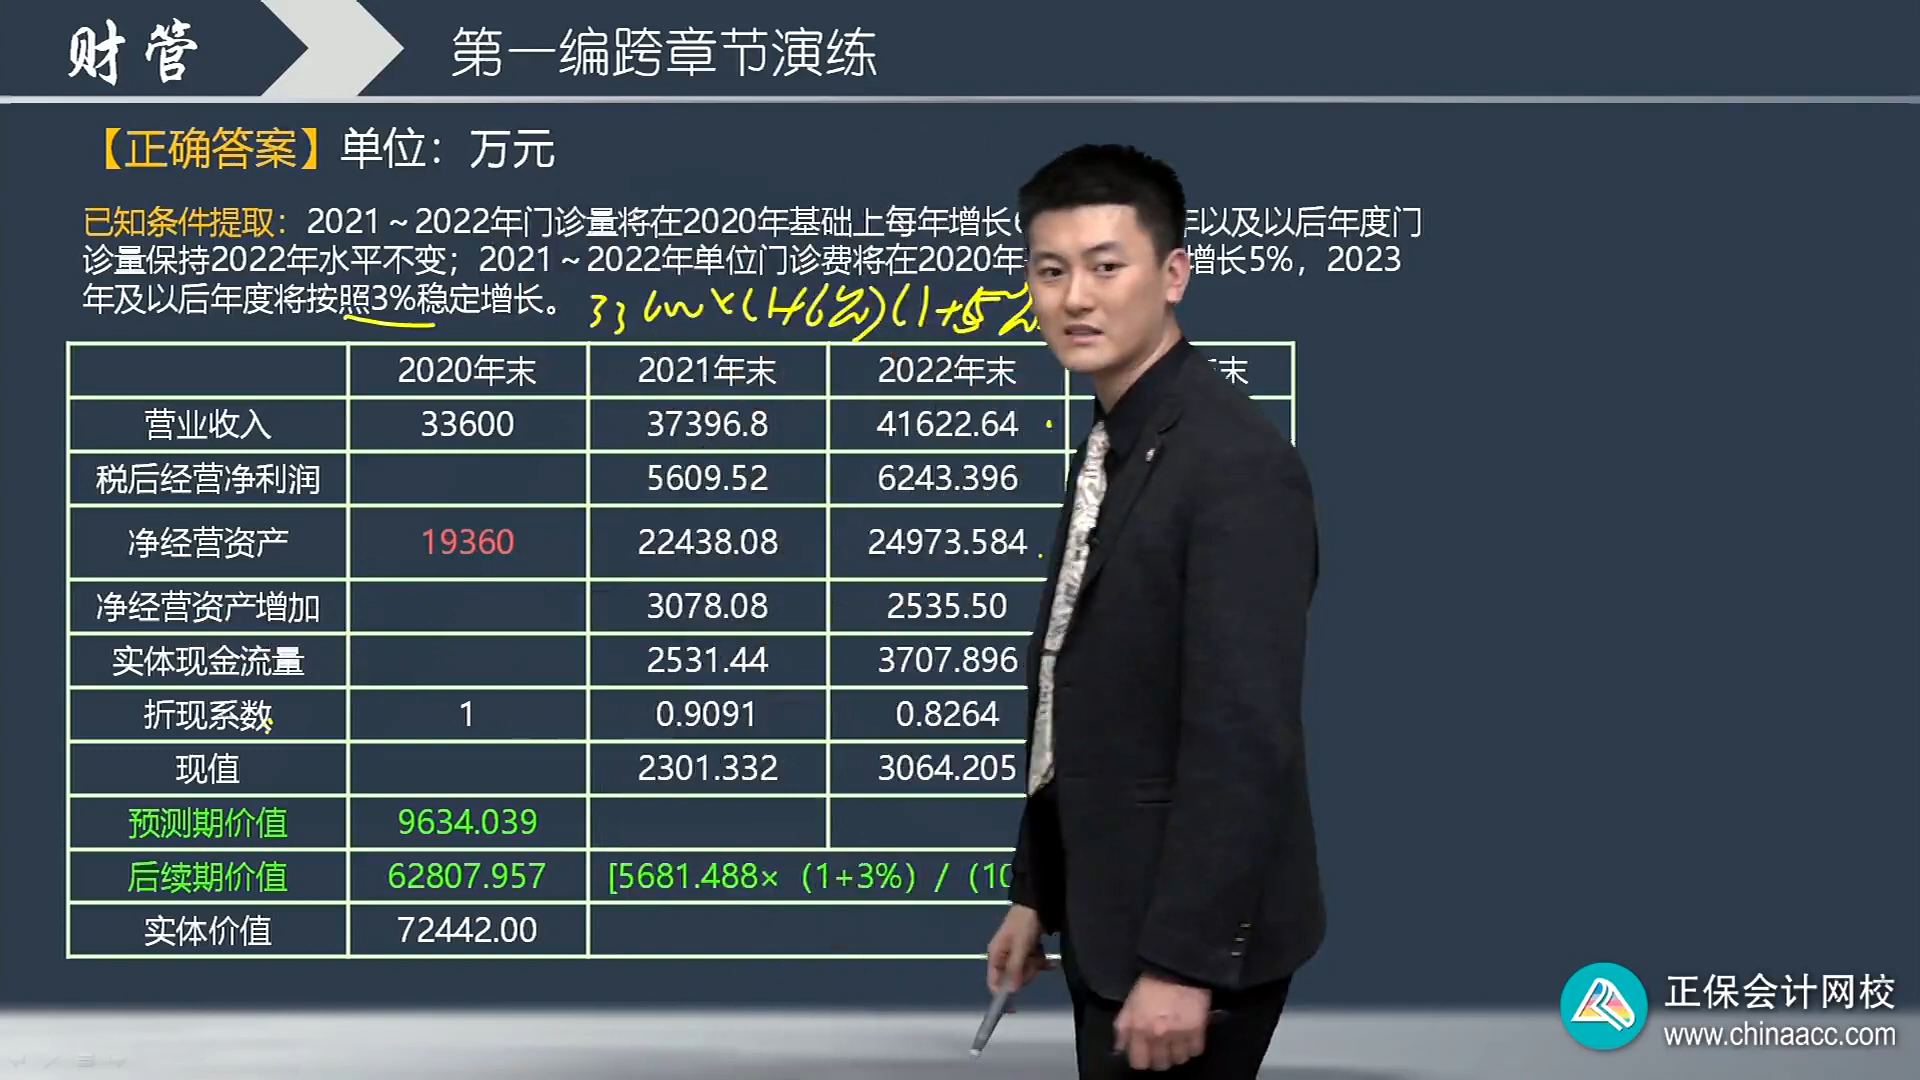 财管
第一编跨章节演练
【正确答案】单位：万元
已知条件提取：2021～2022年门诊量将在2020年基础上每年增长 年以及以后年度门
诊量保持2022年水平不变；2021～2022年单位门诊费将在2020年 增长5%，2023
年及以后年度将按照3%稳定增长。
2020年末 2021年末 2022年末 末
营业收入 33600 37396.8 41622.64
税后经营净利润 5609.52 6243.396
净经营资产 19360 22438.08 24973.584
净经营资产增加 3078.08 2535.50
实体现金流量 2531.44 3707.896
折现系数 1 0.9091 0.8264
现值 2301.332 3064.205
预测期价值 9634.039
后续期价值 62807.957 [5681.488×（1+3%）/（10
实体价值 72442.00
正保会计网校
www.chinaacc.com